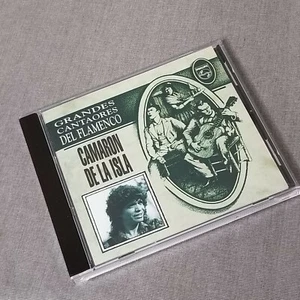 GRANDES
CANTAORES
DEL FLAMENCO
CAMARON
DE LA ISLA